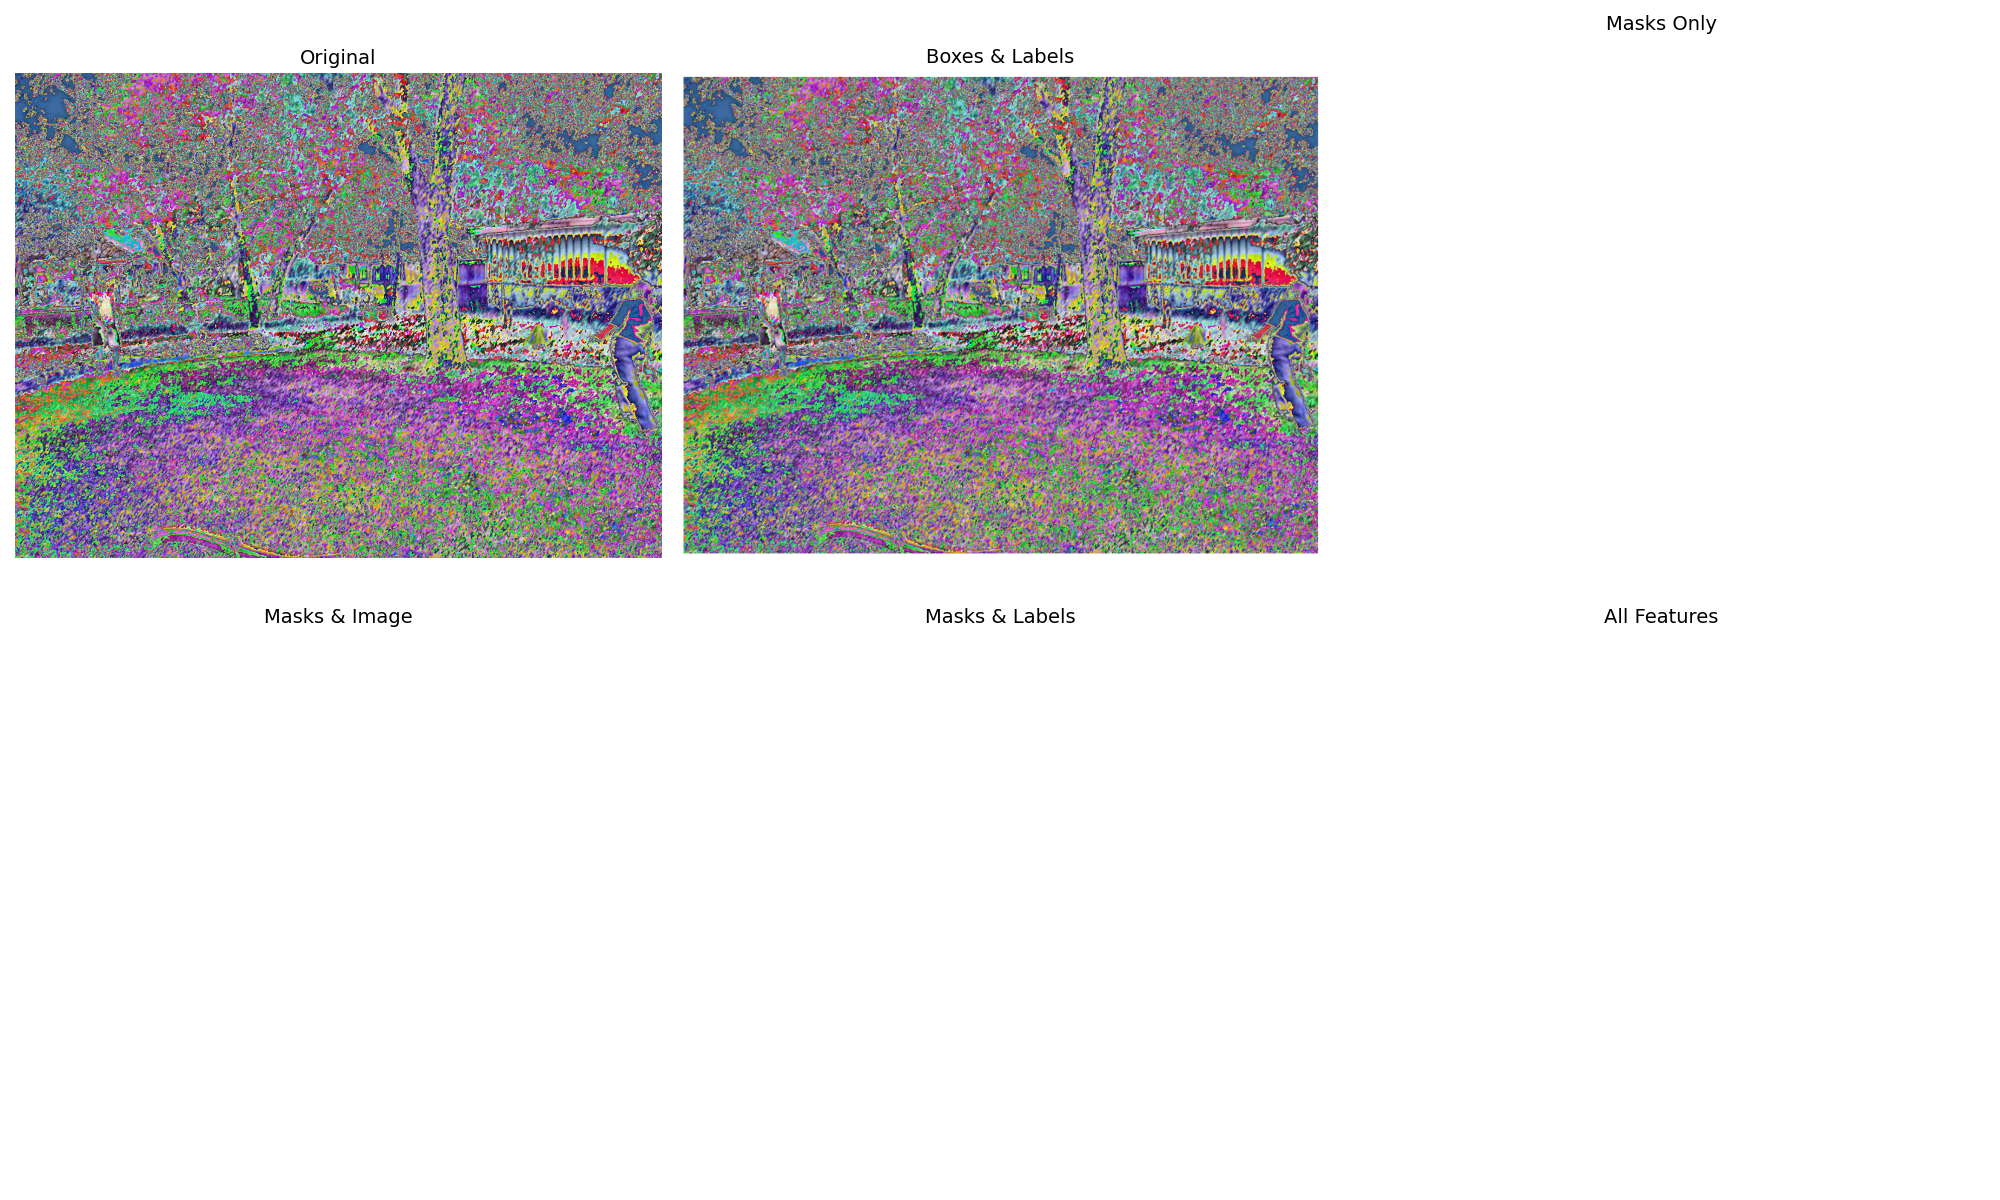 Original
Boxes & Labels
Masks Only
Masks & Image
Masks & Labels
All Features